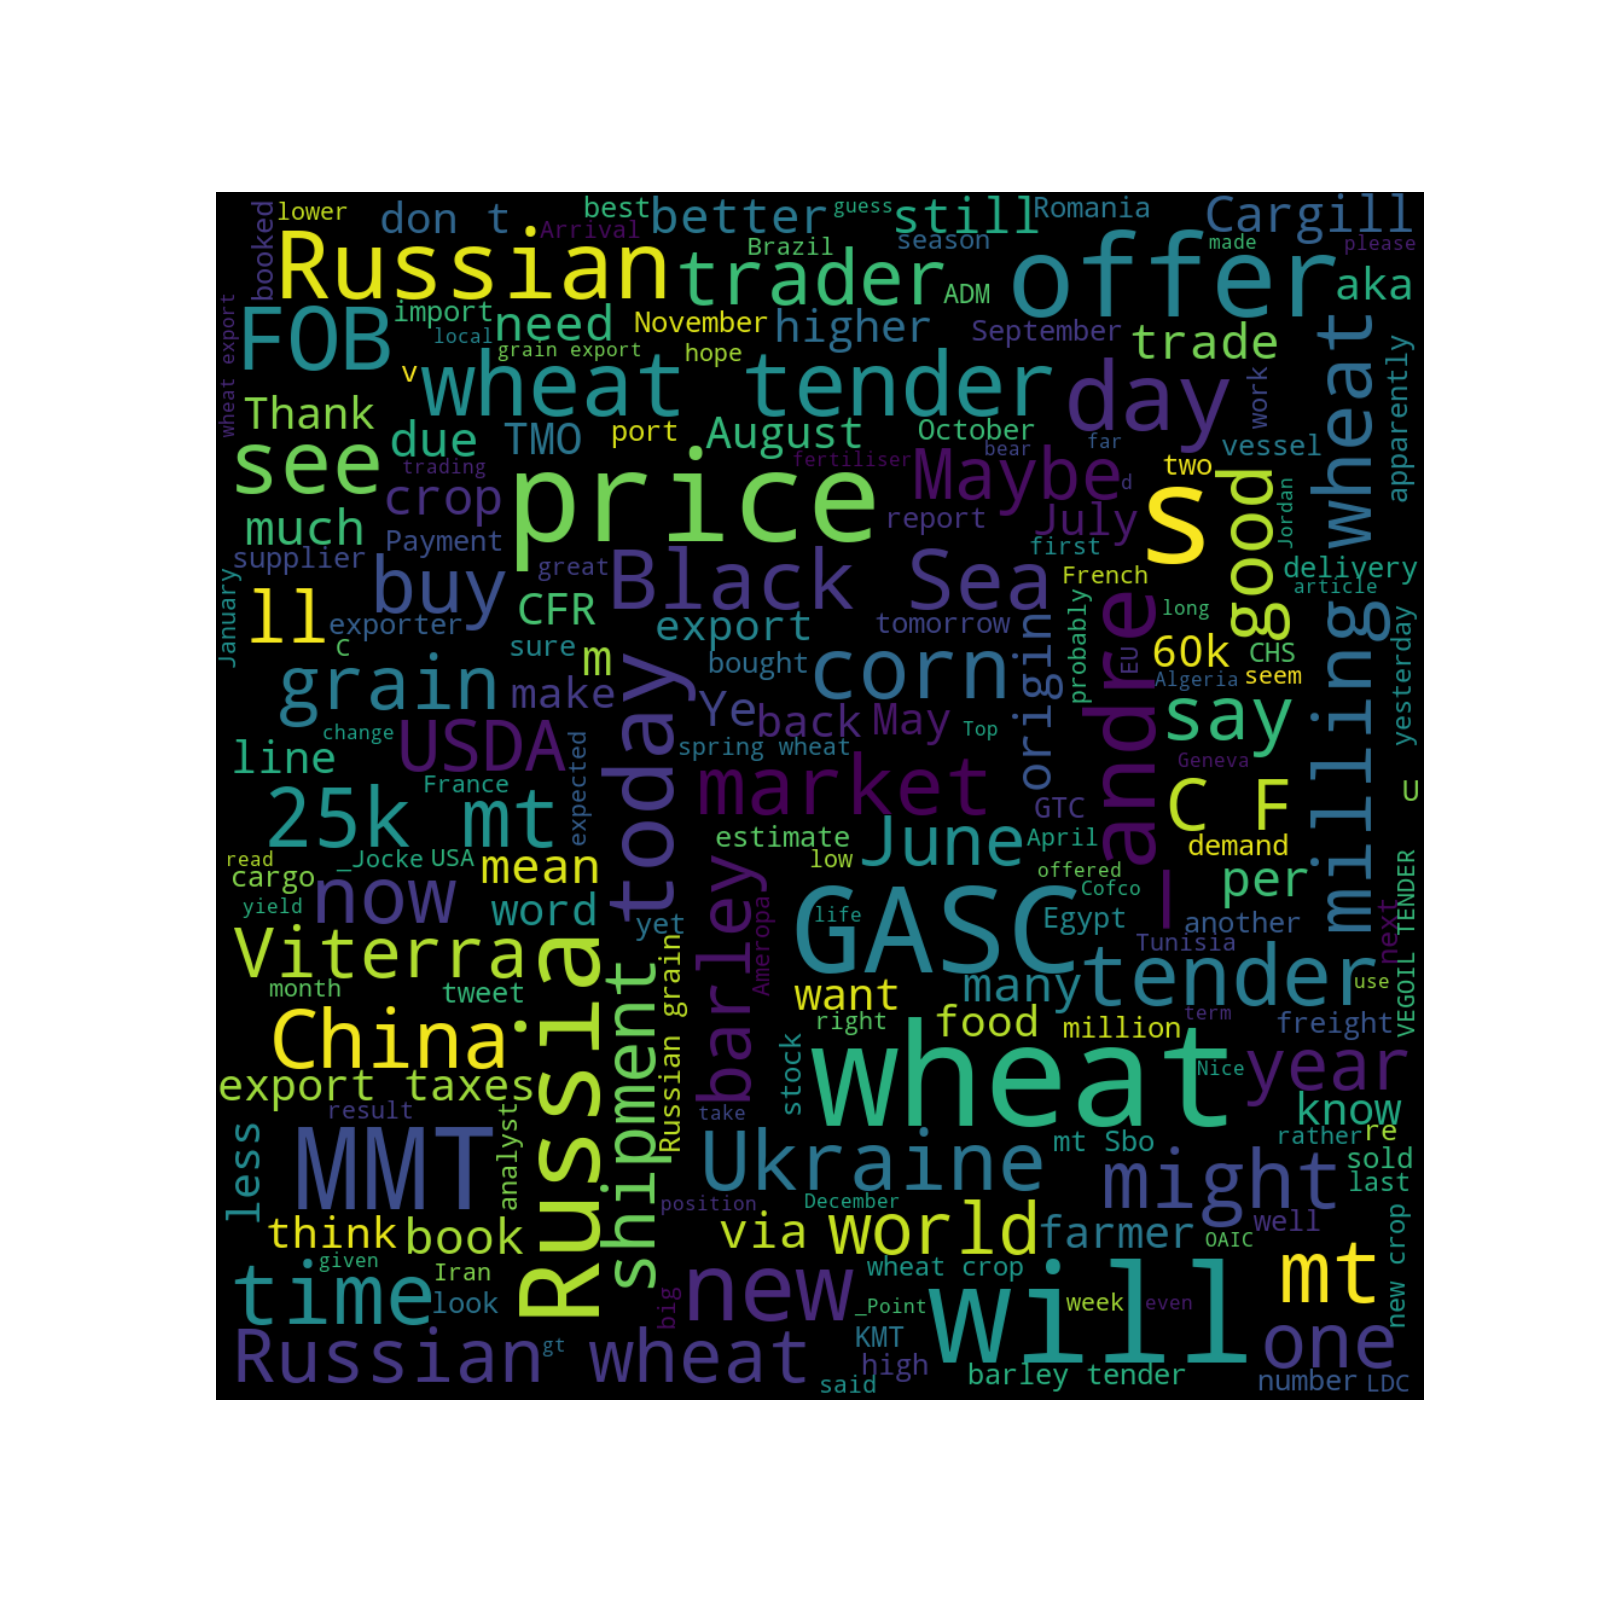 booked
lower
don t
Arrival
best
better
guess
still
Romania
Cargill
please
made
season
Brazil
Russian
trader
ADM
offer
aka
wheat export
FOB
import
need
November
higher
September
trade
local
grain export
hope
v
wheat tender
day
work
wheat
apparently
Thank
due
TMO
port
August
October
bear
far
vessel
see
trading
crop
price
fertiliser
Maybe
d
two
s
good
Jordan
much
Payment
report
July
supplier
buy
great
Black Sea
first
French
delivery
article
January
ll
exporter
C
CFR
sure
m
export
tomorrow
origin
probably
EU
andre
long
60k
CHS
Algeria
seem
milling
yesterday
grain
make
today
bought
corn
Ye
back
May
Top
say
line
change
USDA
expected
spring wheat
market
Geneva
25k mt
France
GTC
C F
U
estimate
June
April
demand
read
cargo
_Jocke
USA
mean
low
offered
Cofco
per
yield
now
word
yet
barley
Ameropa
life
GASC
Egypt
_
another
next
VEGOIL TENDER
Viterra
Russia
shipment
Russian grain
Tunisia
month
tweet
want
many
tender
use
China
right
food
million
term
freight
export taxes
stock
wheat
Nice
year
result
take
know
less
MMT
analyst
Ukraine
mt Sbo
rather
re
might
sold
last
position
December
think
book
via
world
farmer
well
OAIC
new crop
given
time
Iran
look
big
new
wheat crop
_Point
will
week
even
mt
Russian wheat
gt
KMT
high
one
said
barley tender
number
LDC